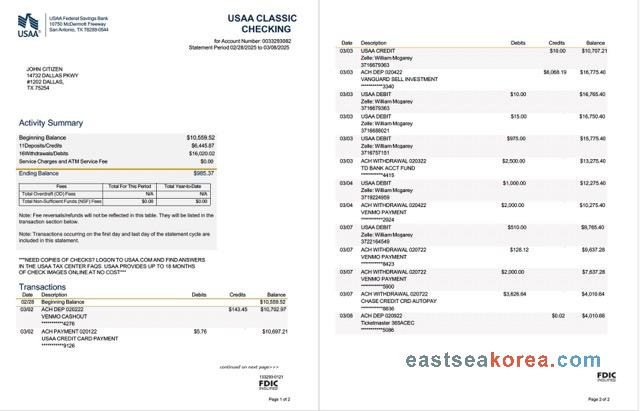 USAA Federal Savings Bank
10750 McDermott Freeway
San Antonio, TX 78288-0544
USAA®
USAA CLASSIC
CHECKING
for Account Number: 0033293082
Statement Period 02/28/2025 to 03/08/2025
JOHN CITIZEN
14732 DALLAS PKWY
#1202 DALLAS,
TX 75254
Activity Summary
Beginning Balance $10,559.52
11Deposits/Credits $6,445.87
16Withdrawals/Debits $16,020.02
Service Charges and ATM Service Fee $0.00
Ending Balance $985.37
Fees Total For This Period Total Year-to-Date
Total Overdraft (OD) Fees N/A N/A
Total Non-Sufficient Funds (NSF) Fees $0.00 $0.00
Note: Fee reversals/refunds will not be reflected in this table. They will be listed in the
transaction section below.
Note: Transactions occurring on the first and last day of the statement cycle are
included in this statement.
***NEED COPIES OF CHECKS? LOGON TO USAA.COM AND FIND ANSWERS
IN THE USAA TAX CENTER FAQS. USAA PROVIDES UP TO 18 MONTHS
OF CHECK IMAGES ONLINE AT NO COST***
Transactions
Date Description Debits Credits Balance
02/28 Beginning Balance $10,559.52
03/02 ACH DEP 020222 $143.45 $10,702.97
VENMO CASHOUT
***********4276
03/02 ACH PAYMENT 020122 $5.76 $10,697.21
USAA CREDIT CARD PAYMENT
***********9126
continued on next page>>>
133293-0121
FDIC
INSURED
Page 1 of 2
Date Description Debits Credits Balance
03/03 USAA CREDIT $10.00 $10,707.21
Zelle: William Mcgarey
3716679363
03/03 ACH DEP 020422 $6,068.19 $16,775.40
VANGUARD SELL INVESTMENT
***********3340
03/03 USAA DEBIT $10.00 $16,765.40
Zelle: William Mcgarey
3716679363
03/03 USAA DEBIT $15.00 $16,750.40
Zelle: William Mcgarey
3716688021
03/03 USAA DEBIT $975.00 $15,775.40
Zelle: William Mcgarey
3716757151
03/03 ACH WITHDRAWAL 020322 $2,500.00 $13,275.40
TD BANK ACCT FUND
***********4415
03/04 USAA DEBIT $1,000.00 $12,275.40
Zelle: William Mcgarey
3719224959
03/04 ACH WITHDRAWAL 020422 $2,000.00 $10,275.40
VENMO PAYMENT
***********2924
03/07 USAA DEBIT $510.00 $9,765.40
Zelle: William Mcgarey
3722164549
03/07 ACH WITHDRAWAL 020722 $128.12 $9,637.28
VENMO PAYMENT
***********8423
03/07 ACH WITHDRAWAL 020722 $2,000.00 $7,637.28
VENMO PAYMENT
***********5900
03/07 ACH WITHDRAWAL 020722 $3,626.64 $4,010.64
CHASE CREDIT CRD AUTOPAY
***********8636
03/08 ACH DEP 020922 $0.02 $4,010.66
Ticketmaster 365ACEC
***********5086
eastseakorea.com
FDIC
INSURED
Page 2 of 2